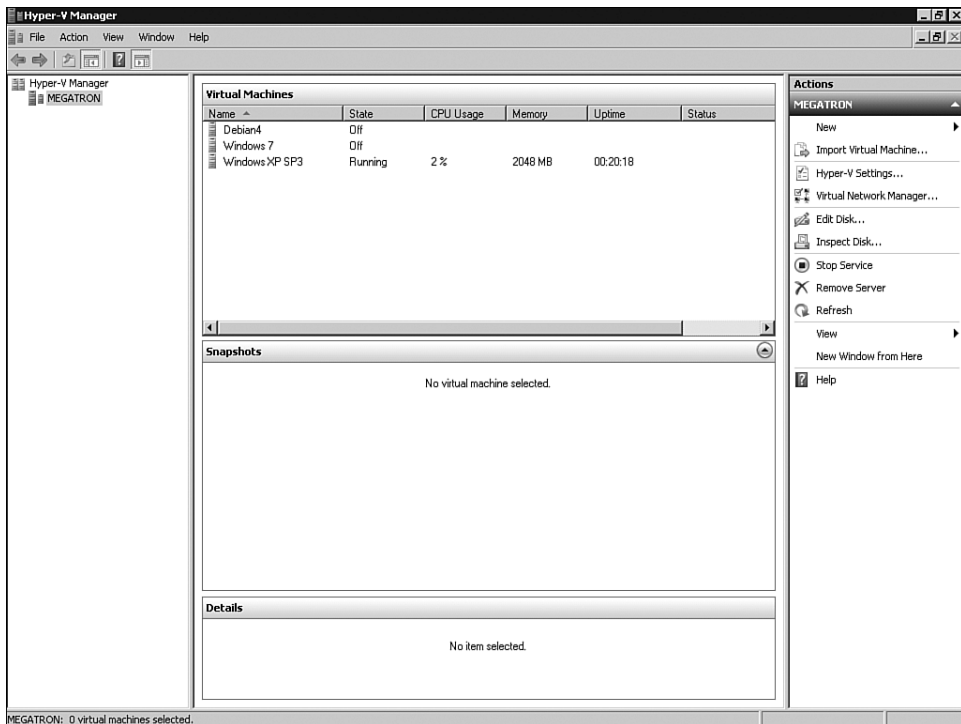 Hyper-V Manager
File Action View Window Help
Hyper-V Manager
MEGATRON
Virtual Machines
Name State CPU Usage Memory Uptime Status
Debian4 Off
Windows 7 Off
Windows XP SP3 Running 2 % 2048 MB 00:20:18
Snapshots
No virtual machine selected.
Details
No item selected.
Actions
MEGATRON
New
Import Virtual Machine...
Hyper-V Settings...
Virtual Network Manager...
Edit Disk...
Inspect Disk...
Stop Service
Remove Server
Refresh
View
New Window from Here
Help
MEGATRON: 0 virtual machines selected.